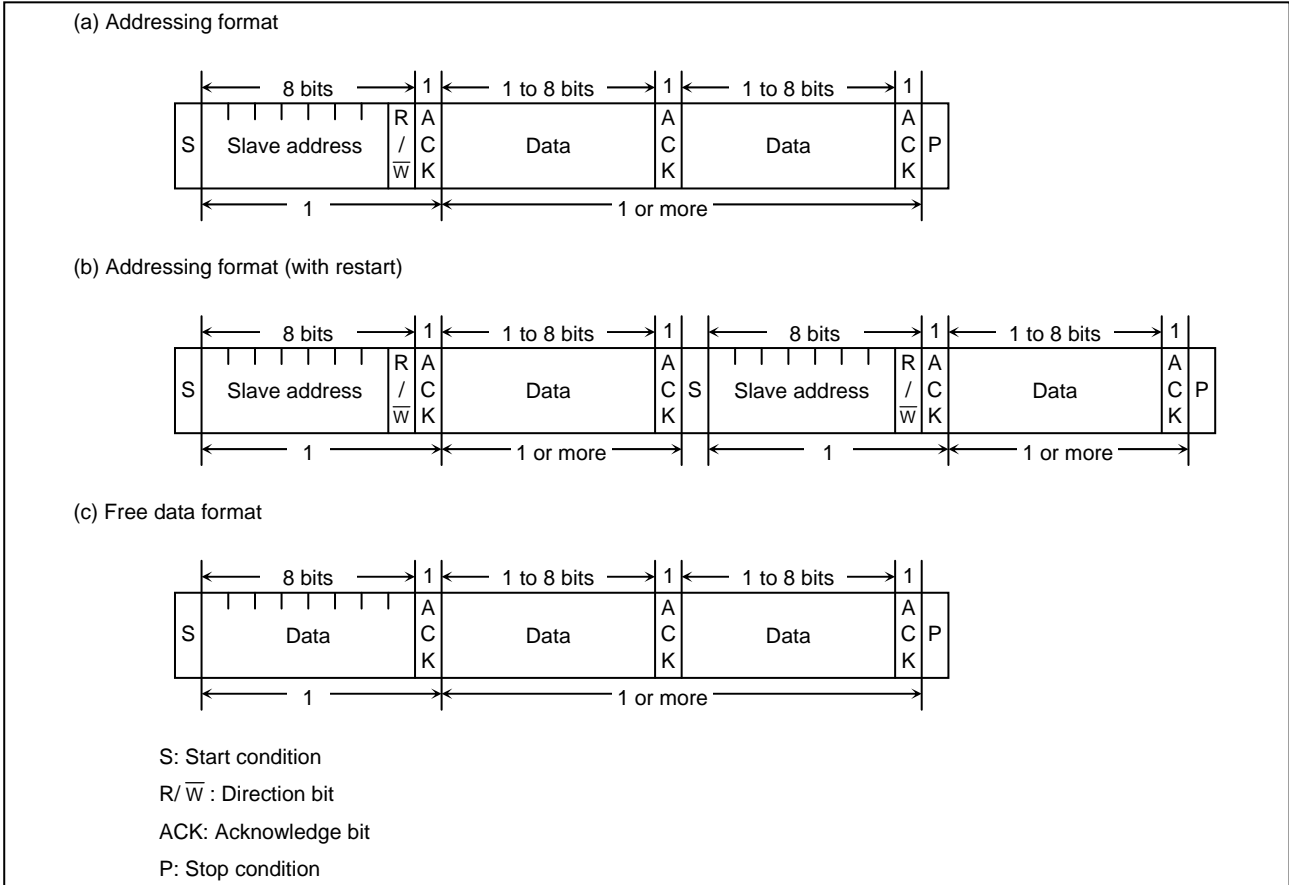 (a) Addressing format
8 bits 1 1 to 8 bits 1 1 to 8 bits 1
S Slave address R/W̅ ACK Data ACK Data ACK P
1 1 or more
(b) Addressing format (with restart)
8 bits 1 1 to 8 bits 1 8 bits 1 1 to 8 bits 1
S Slave address R/W̅ ACK Data ACK S Slave address R/W̅ ACK Data ACK P
1 1 or more 1 1 or more
(c) Free data format
8 bits 1 1 to 8 bits 1 1 to 8 bits 1
S Data ACK Data ACK Data ACK P
1 1 or more
S: Start condition
R/ W̅ : Direction bit
ACK: Acknowledge bit
P: Stop condition